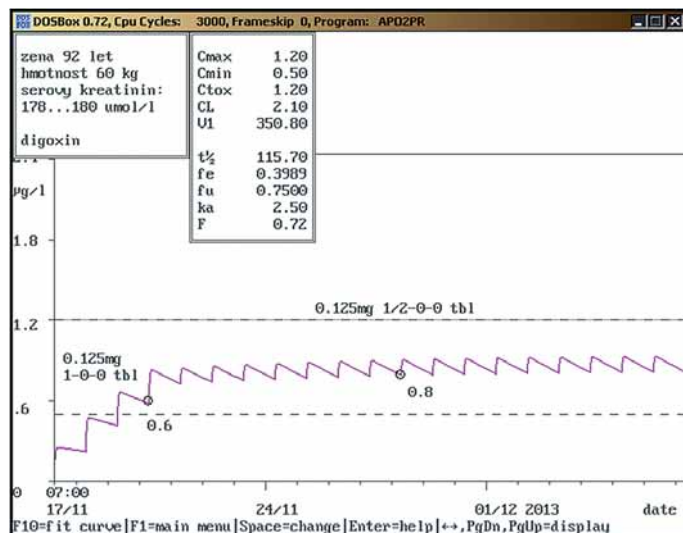 DOSBox 0.72, Cpu Cycles: 3000, Frameskip 0, Program: APO2PR
zena 92 let
hmotnost 60 kg
serovy kreatinin:
178...180 umol/l
digoxin
Cmax 1.20
Cmin 0.50
Ctox 1.20
CL 2.10
V1 350.80
t½ 115.70
fe 0.3989
fu 0.7500
ka 2.50
F 0.72
µg/l
1.8
1.2
.6
0
0.125mg 1/2-0-0 tbl
0.125mg
1-0-0 tbl
0.6
0.8
07:00
17/11 24/11 01/12 2013 date
F10=fit curve|F1=main menu|Space=change|Enter=help|↔,PgDn,PgUp=display